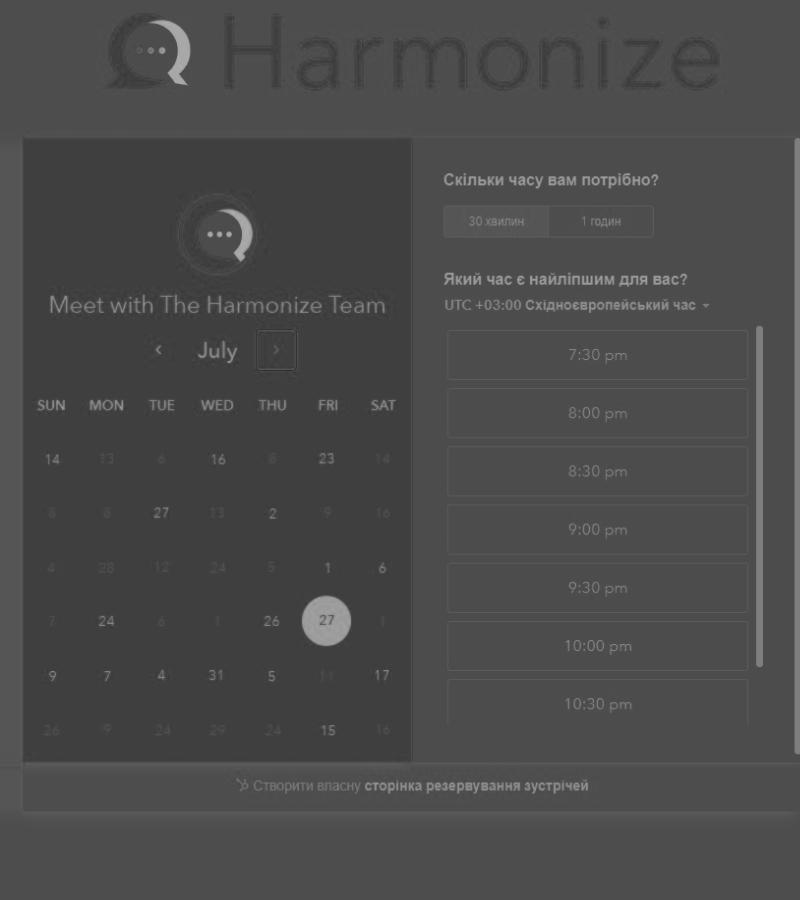 Harmonize
Meet with The Harmonize Team
July
SUN MON TUE WED THU FRI SAT
14 13 6 16 8 23 14
8 8 27 13 2 9 16
4 28 12 24 5 1 6
7 24 6 1 26 27 1
9 7 4 31 5 11 17
26 9 24 29 24 15 16
Скільки часу вам потрібно?
30 хвилин 1 годин
Який час є найліпшим для вас?
UTC +03:00 Східноєвропейський час
7:30 pm
8:00 pm
8:30 pm
9:00 pm
9:30 pm
10:00 pm
10:30 pm
Створити власну сторінка резервування зустрічей